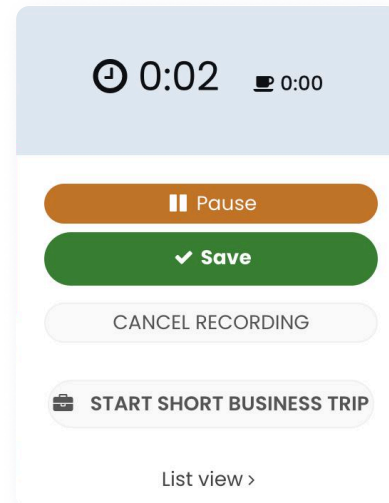 0:02 0:00
Pause
Save
CANCEL RECORDING
START SHORT BUSINESS TRIP
List view ›